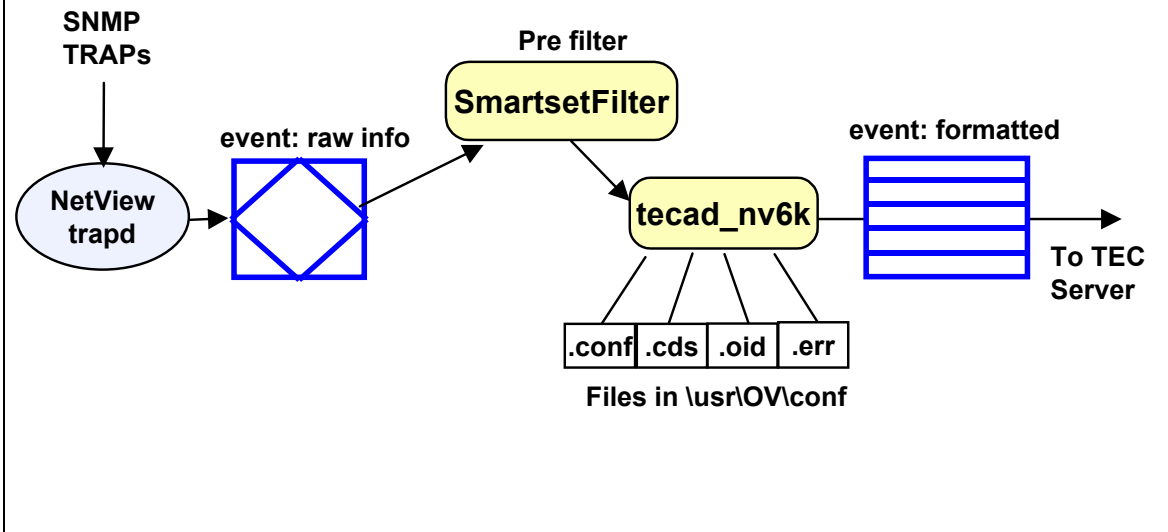 SNMP
TRAPs
Pre filter
SmartsetFilter
event: raw info
event: formatted
NetView
trapd
tecad_nv6k
To TEC
Server
.conf .cds .oid .err
Files in \usr\OV\conf